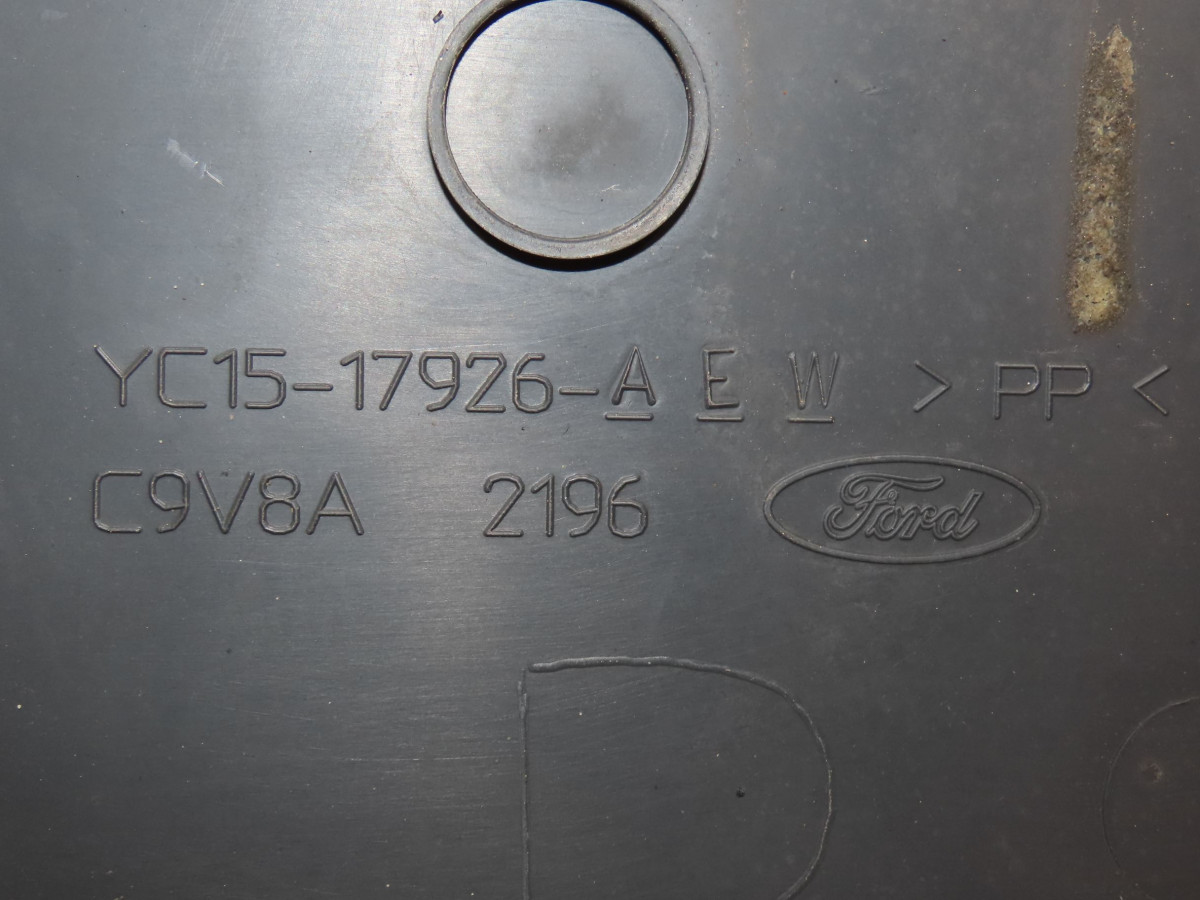 YC15-17926-A E W > PP <
C9V8A 2196 Ford
D